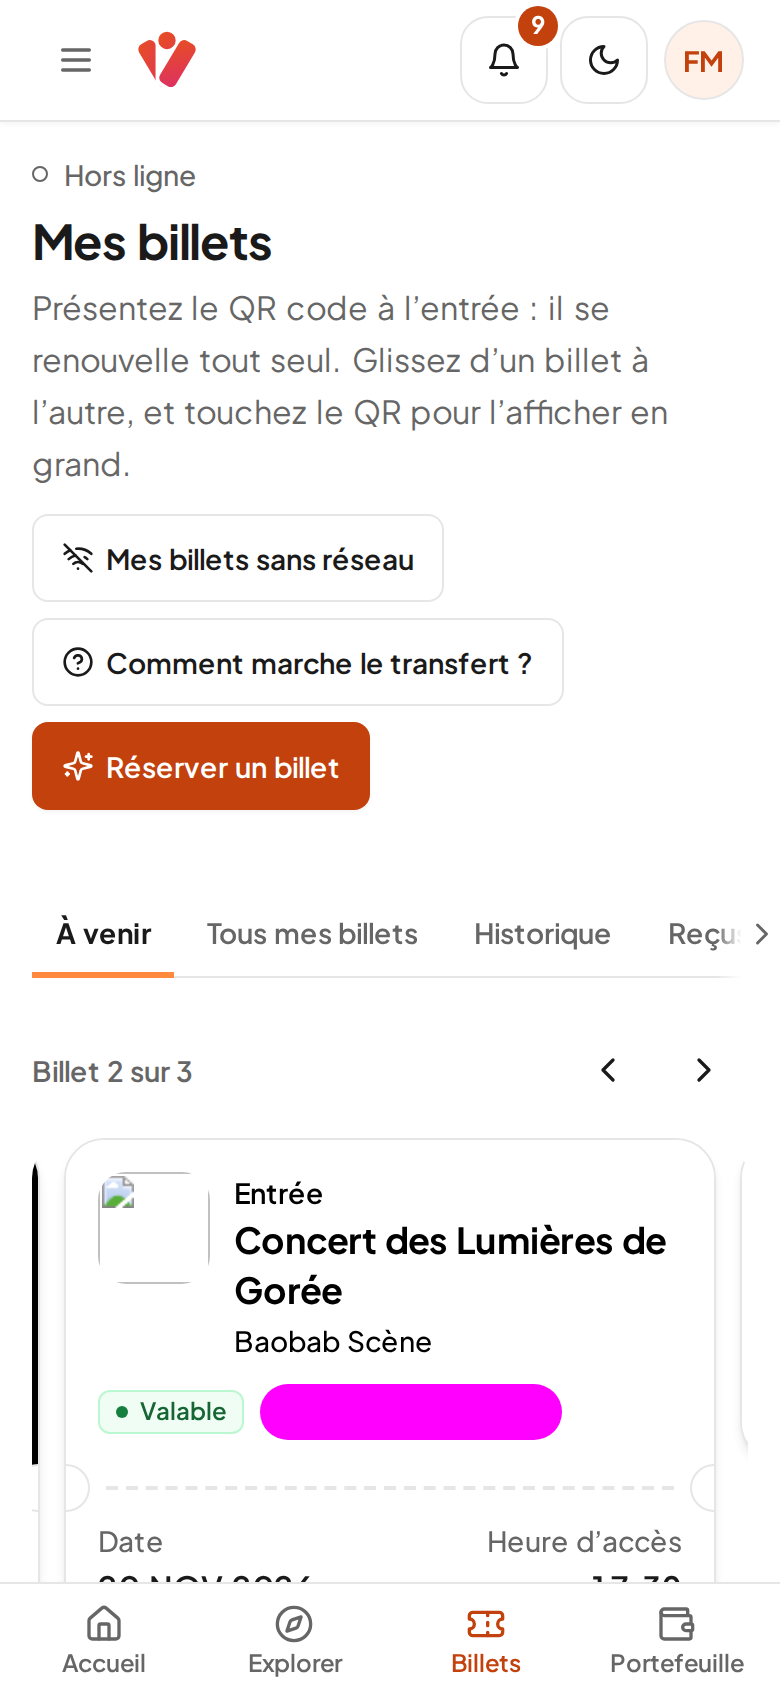 9
FM
Hors ligne
Mes billets
Présentez le QR code à l’entrée : il se
renouvelle tout seul. Glissez d’un billet à
l’autre, et touchez le QR pour l’afficher en
grand.
Mes billets sans réseau
Comment marche le transfert ?
Réserver un billet
À venir
Tous mes billets
Historique
Reçus
Billet 2 sur 3
Entrée
Concert des Lumières de
Gorée
Baobab Scène
Valable
Date
Heure d’accès
Accueil
Explorer
Billets
Portefeuille